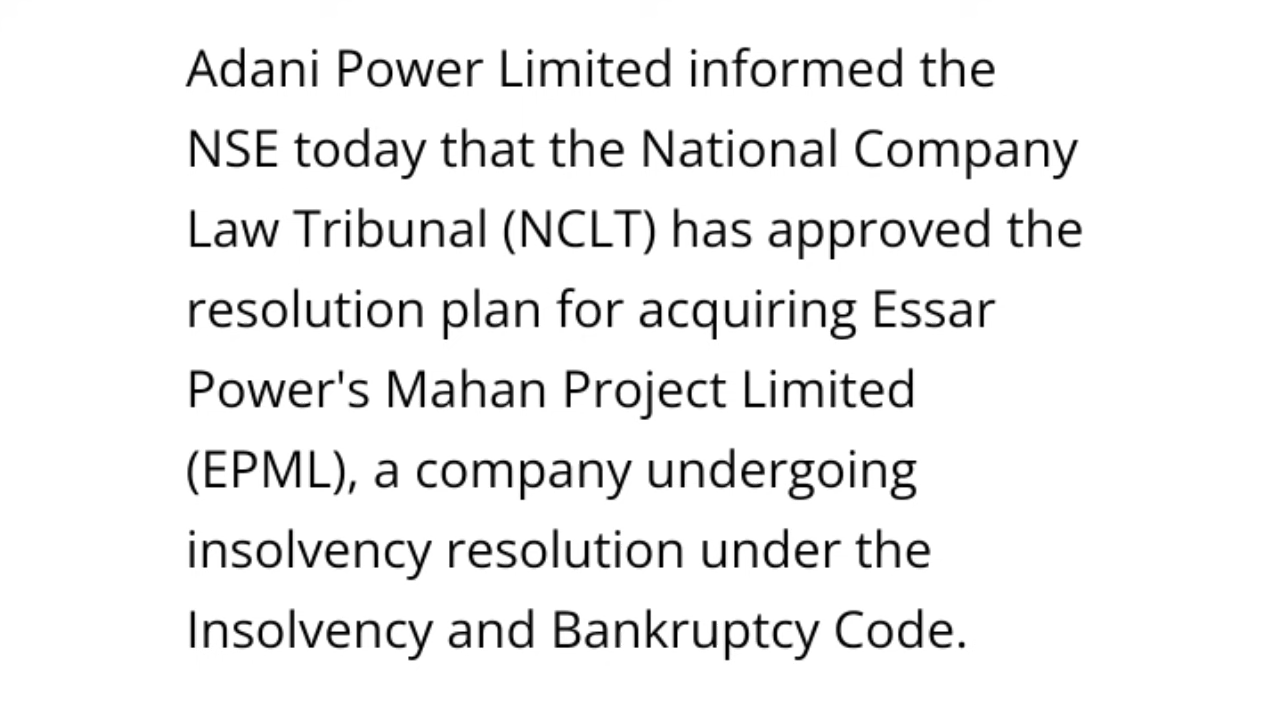 Adani Power Limited informed the
NSE today that the National Company
Law Tribunal (NCLT) has approved the
resolution plan for acquiring Essar
Power's Mahan Project Limited
(EPML), a company undergoing
insolvency resolution under the
Insolvency and Bankruptcy Code.